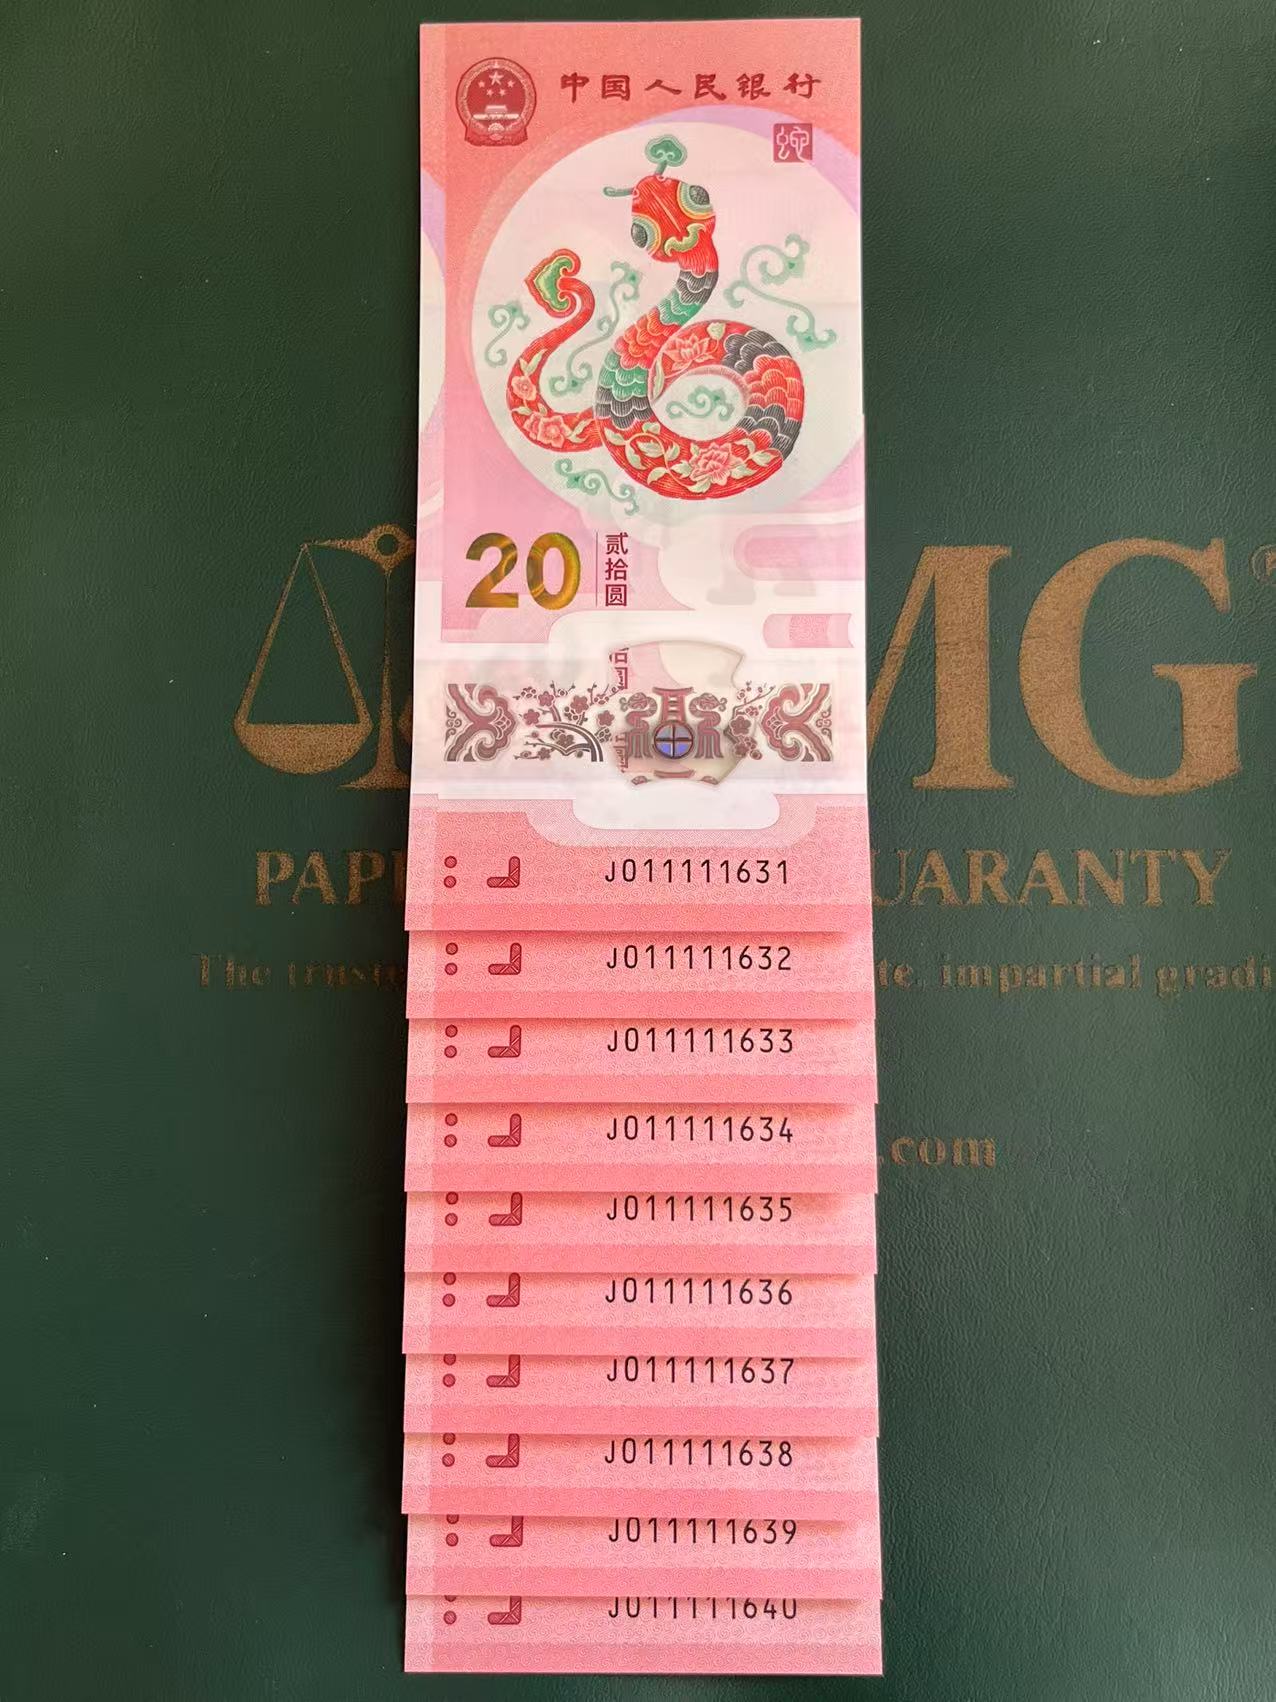 中国人民银行
蛇
20 贰拾圆
MG®
J011111631
UARANTY
PAP
J011111632
The truste
te, impartial gradi
J011111633
J011111634
.com
J011111635
J011111636
J011111637
J011111638
J011111639
J011111640